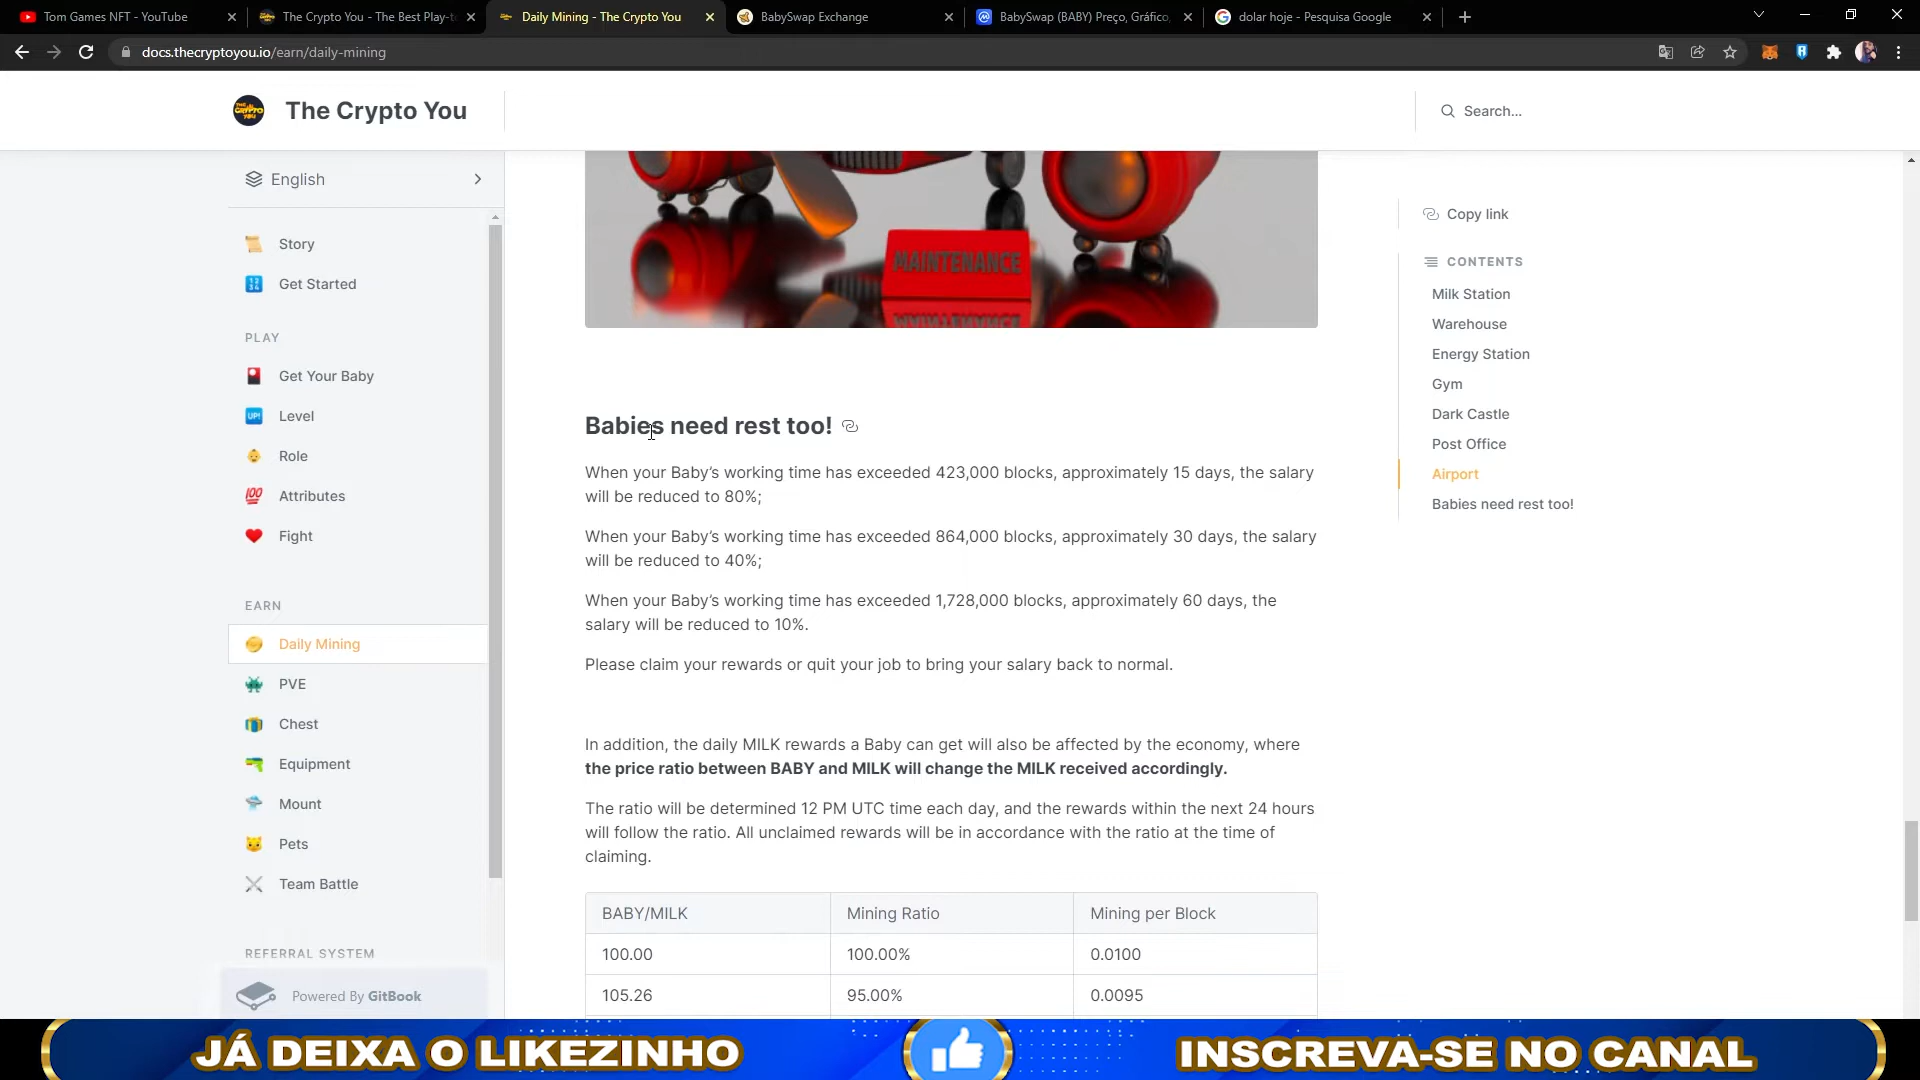 Tom Games NFT - YouTube
The Crypto You - The Best Play-to
Daily Mining - The Crypto You
BabySwap Exchange
BabySwap (BABY) Preço, Gráfico,
dolar hoje - Pesquisa Google
docs.thecryptoyou.io/earn/daily-mining
THE CRYPTO YOU
The Crypto You
Search...
English
Story
Get Started
PLAY
Get Your Baby
UP!
Level
Role
100
Attributes
Fight
EARN
Daily Mining
PVE
Chest
Equipment
Mount
Pets
Team Battle
REFERRAL SYSTEM
Powered By GitBook
MAINTENANCE
Babies need rest too!
When your Baby's working time has exceeded 423,000 blocks, approximately 15 days, the salary
will be reduced to 80%;
When your Baby's working time has exceeded 864,000 blocks, approximately 30 days, the salary
will be reduced to 40%;
When your Baby's working time has exceeded 1,728,000 blocks, approximately 60 days, the
salary will be reduced to 10%.
Please claim your rewards or quit your job to bring your salary back to normal.
In addition, the daily MILK rewards a Baby can get will also be affected by the economy, where
the price ratio between BABY and MILK will change the MILK received accordingly.
The ratio will be determined 12 PM UTC time each day, and the rewards within the next 24 hours
will follow the ratio. All unclaimed rewards will be in accordance with the ratio at the time of
claiming.
BABY/MILK Mining Ratio Mining per Block
100.00 100.00% 0.0100
105.26 95.00% 0.0095
Copy link
CONTENTS
Milk Station
Warehouse
Energy Station
Gym
Dark Castle
Post Office
Airport
Babies need rest too!
JÁ DEIXA O LIKEZINHO
INSCREVA-SE NO CANAL